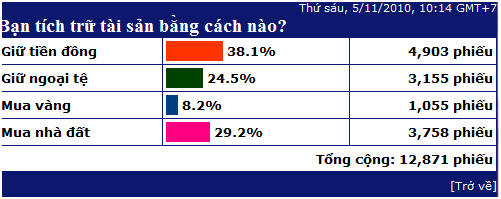 Thứ sáu, 5/11/2010, 10:14 GMT+7
Bạn tích trữ tài sản bằng cách nào?
Giữ tiền đồng 38.1% 4,903 phiếu
Giữ ngoại tệ 24.5% 3,155 phiếu
Mua vàng 8.2% 1,055 phiếu
Mua nhà đất 29.2% 3,758 phiếu
Tổng cộng: 12,871 phiếu
[Trở về]